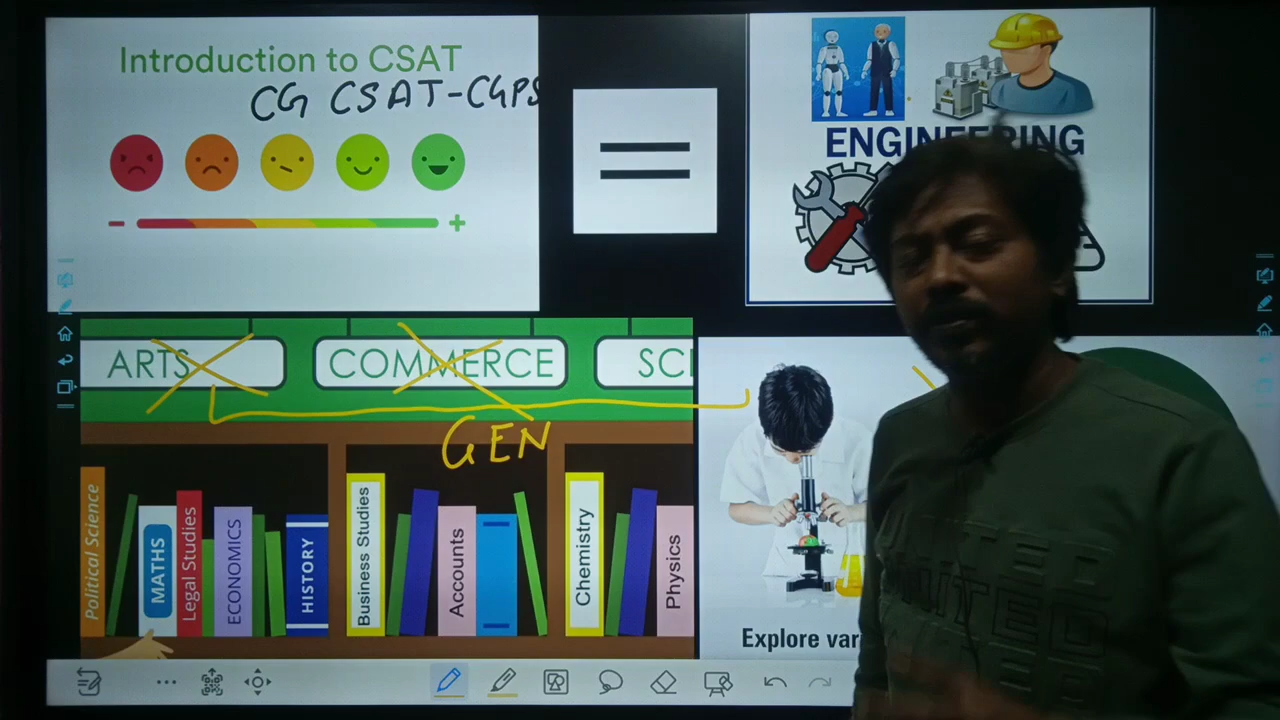 Introduction to CSAT
CG CSAT-CGPS
ENGINEERING
ARTS
COMMERCE
SCI
GEN
Political Science
MATHS
Legal Studies
ECONOMICS
HISTORY
Business Studies
Accounts
Chemistry
Physics
Explore var